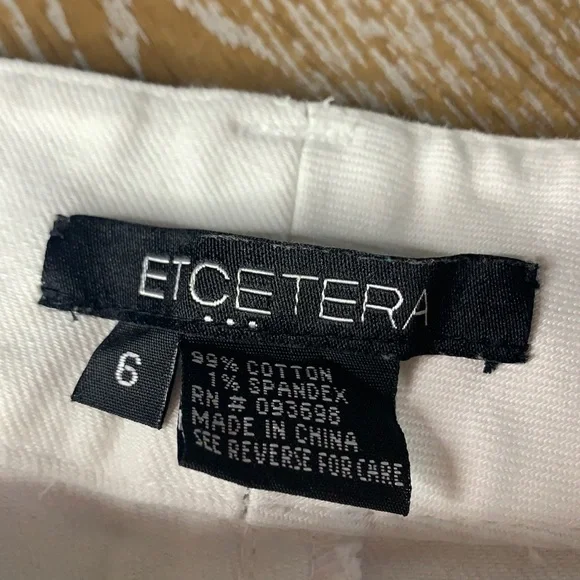 ETCETERA
...
6
99% COTTON
1% SPANDEX
RN # 093698
MADE IN CHINA
SEE REVERSE FOR CARE